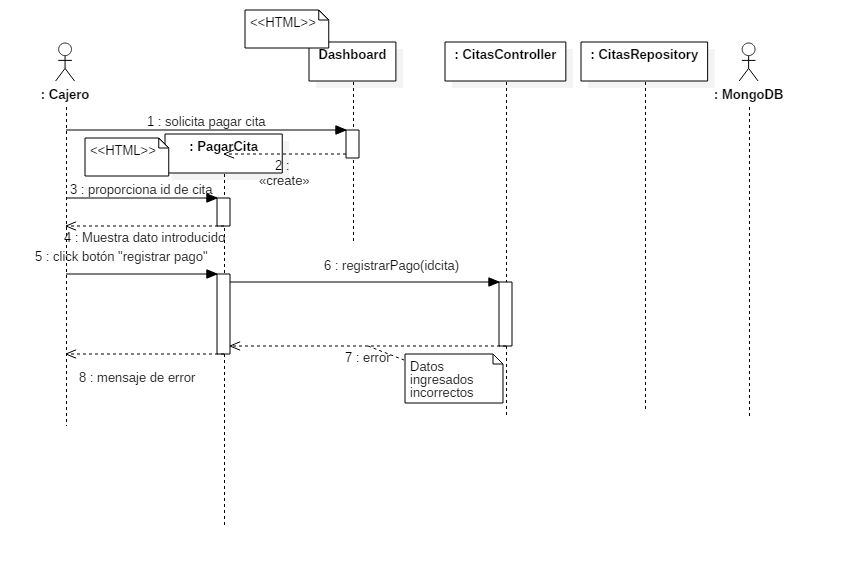 <<HTML>>
Dashboard
: CitasController
: CitasRepository
: Cajero
: MongoDB
1 : solicita pagar cita
<<HTML>>
: PagarCita
2 :
«create»
3 : proporciona id de cita
4 : Muestra dato introducido
5 : click botón "registrar pago"
6 : registrarPago(idcita)
7 : error
Datos
ingresados
incorrectos
8 : mensaje de error